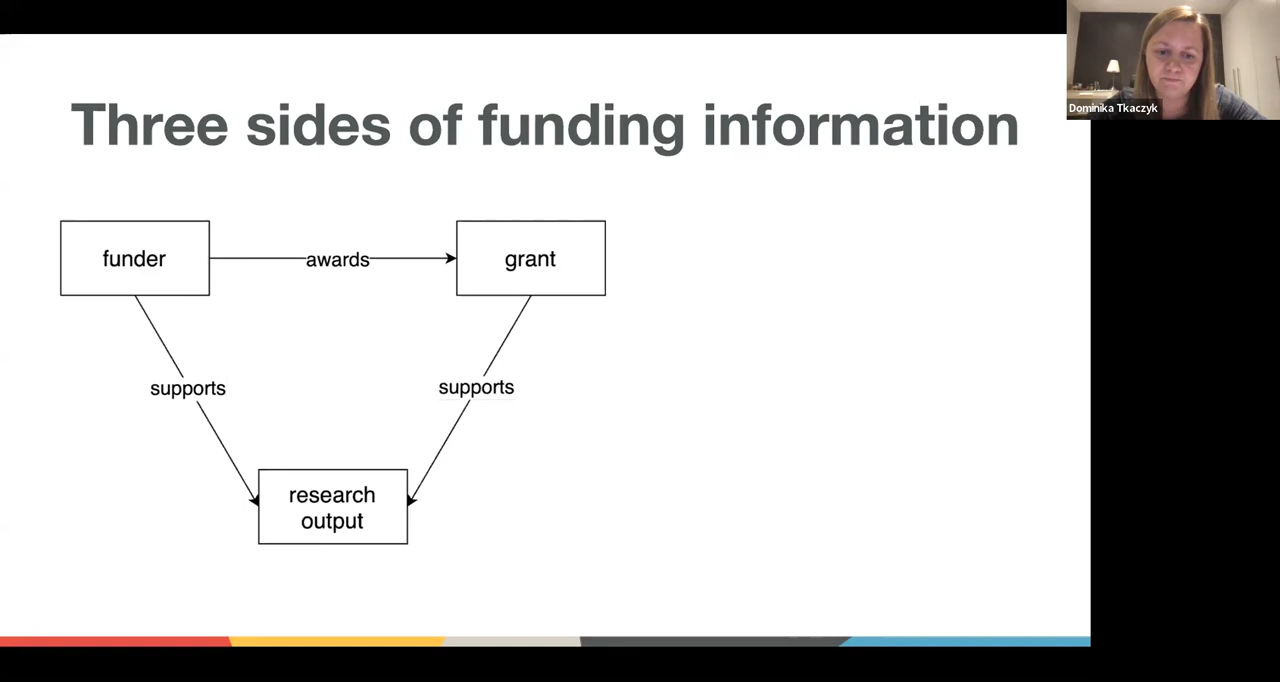 Three sides of funding information
Dominika Tkaczyk
funder
awards
grant
supports
supports
research
output